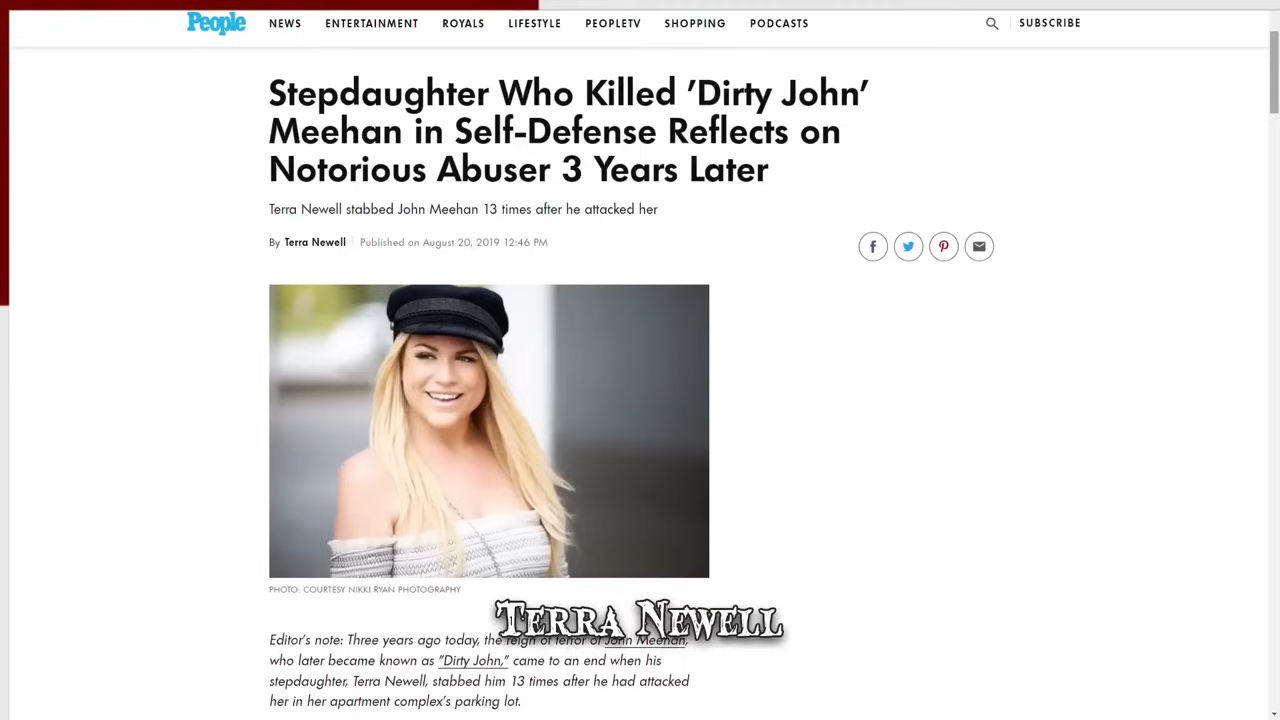 People NEWS ENTERTAINMENT ROYALS LIFESTYLE PEOPLETV SHOPPING PODCASTS SUBSCRIBE
Stepdaughter Who Killed 'Dirty John'
Meehan in Self-Defense Reflects on
Notorious Abuser 3 Years Later
Terra Newell stabbed John Meehan 13 times after he attacked her
By Terra Newell Published on August 20, 2019 12:46 PM
PHOTO: COURTESY NIKKI RYAN PHOTOGRAPHY
TERRA NEWELL
Editor's note: Three years ago today, the reign of terror of John Meehan,
who later became known as "Dirty John," came to an end when his
stepdaughter, Terra Newell, stabbed him 13 times after he had attacked
her in her apartment complex's parking lot.